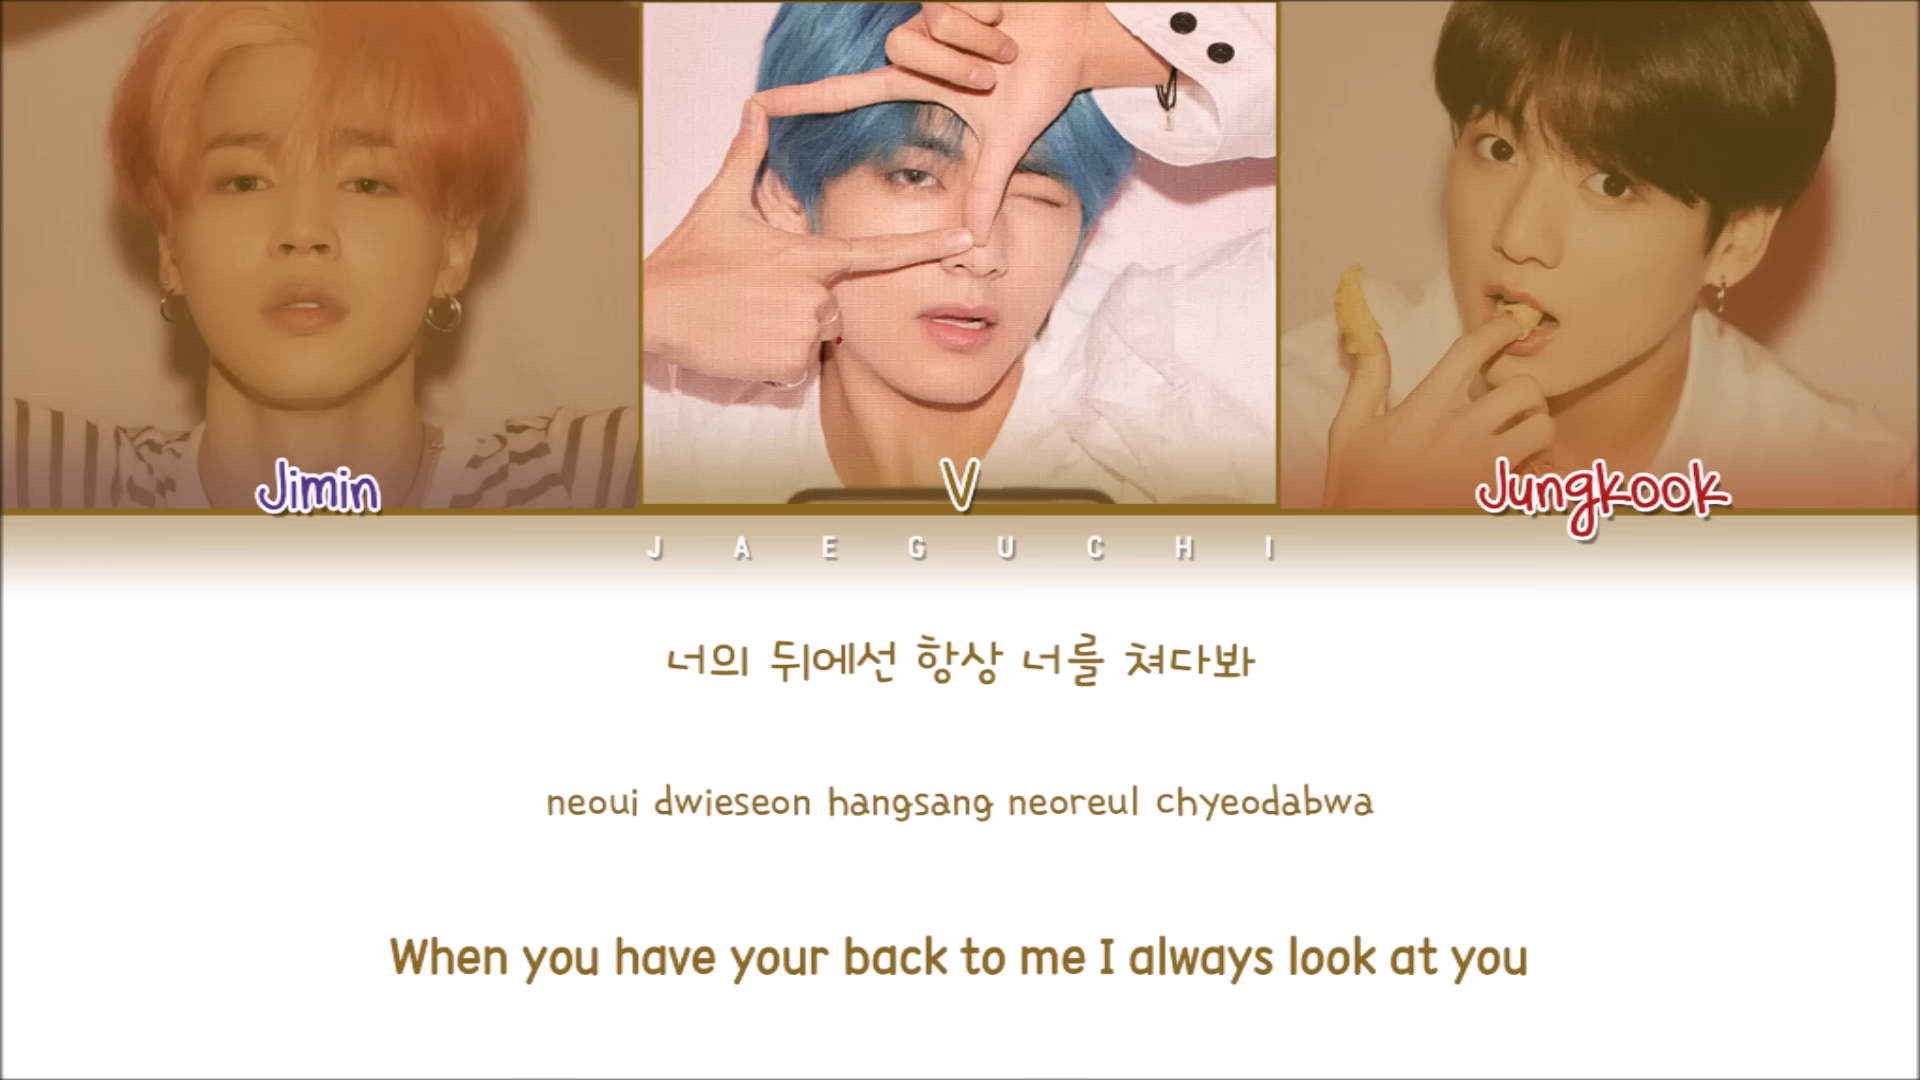 Jimin
V
Jungkook
JAEGUCHI
너의 뒤에선 항상 너를 쳐다봐
neoui dwieseon hangsang neoreul chyeodabwa
When you have your back to me I always look at you